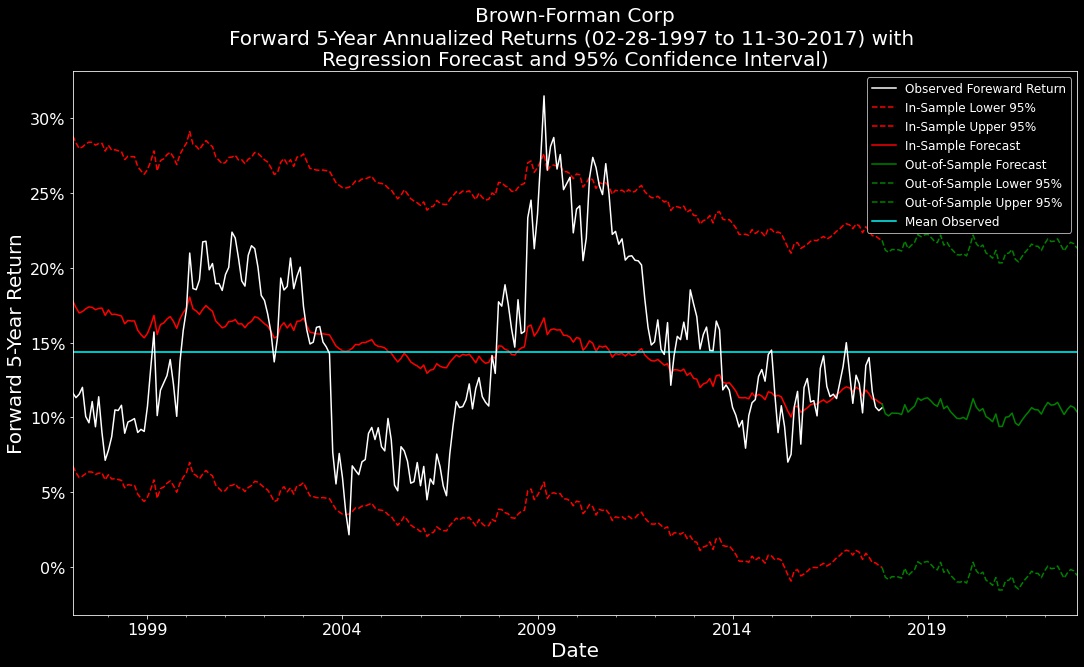 Brown-Forman Corp
Forward 5-Year Annualized Returns (02-28-1997 to 11-30-2017) with
Regression Forecast and 95% Confidence Interval)
Observed Foreward Return
In-Sample Lower 95%
In-Sample Upper 95%
In-Sample Forecast
Out-of-Sample Forecast
Out-of-Sample Lower 95%
Out-of-Sample Upper 95%
Mean Observed
Forward 5-Year Return
30%
25%
20%
15%
10%
5%
0%
1999
2004
2009
2014
2019
Date